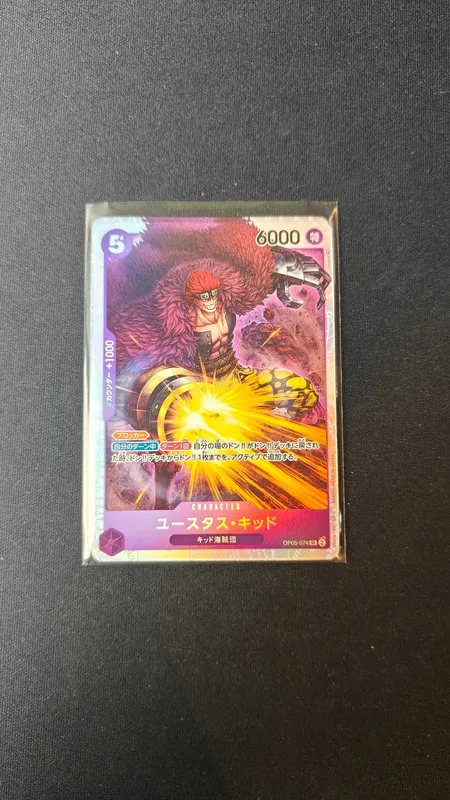 5
6000 特
カウンター +1000
ブロッカー
自分のターン中 ターン1回 自分の場のドン!!がドン!!デッキに戻され
た時、ドン!!デッキからドン!!1枚までを、アクティブで追加する。
CHARACTER
ユースタス・キッド
キッド海賊団
OP05-074 SR 2